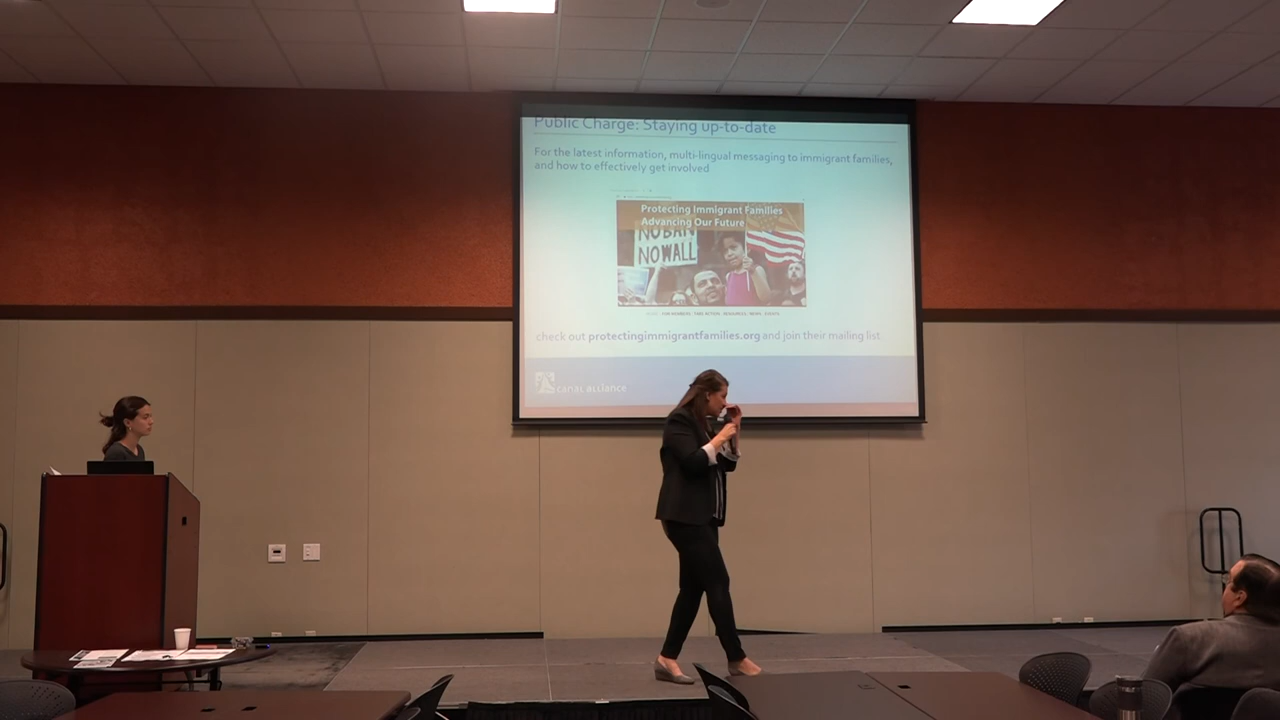 Public Charge: Staying up-to-date
For the latest information, multi-lingual messaging to immigrant families,
and how to effectively get involved
Protecting Immigrant Families
Advancing Our Future
NO BAN
NO WALL
check out protectingimmigrantfamilies.org and join their mailing list
canal alliance